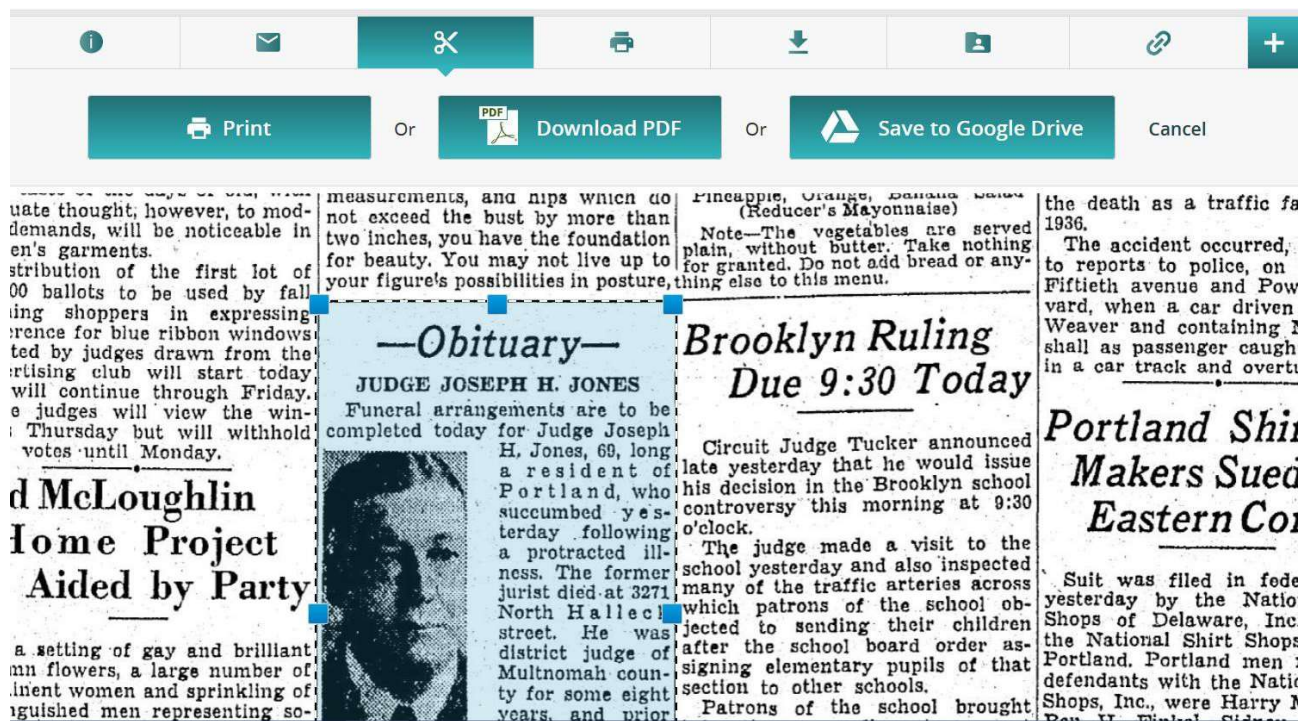 Print
Or
PDF
Download PDF
Or
Save to Google Drive
Cancel
uate thought, however, to mod-
demands, will be noticeable in
en's garments.
stribution of the first lot of
00 ballots to be used by fall
ing shoppers in expressing
erence for blue ribbon windows
ted by judges drawn from the
rtising club will start today
will continue through Friday.
e judges will view the win-
Thursday but will withhold
votes until Monday.
d McLoughlin
Home Project
Aided by Party
a setting of gay and brilliant
mn flowers, a large number of
inent women and sprinkling of
nguished men representing so-
measurements, and hips which do
not exceed the bust by more than
two inches, you have the foundation
for beauty. You may not live up to
your figure's possibilities in posture,
—Obituary—
JUDGE JOSEPH H. JONES
Funeral arrangements are to be
completed today for Judge Joseph
H. Jones, 69, long
a resident of
Portland, who
succumbed yes-
terday following
a protracted ill-
ness. The former
jurist died at 3271
North Halleck
street. He was
district judge of
Multnomah coun-
ty for some eight
years, and prior
Pineapple, Orange, Banana Salad
(Reducer's Mayonnaise)
Note—The vegetables are served
plain, without butter. Take nothing
for granted. Do not add bread or any-
thing else to this menu.
Brooklyn Ruling
Due 9:30 Today
Circuit Judge Tucker announced
late yesterday that he would issue
his decision in the Brooklyn school
controversy this morning at 9:30
o'clock.
The judge made a visit to the
school yesterday and also inspected
many of the traffic arteries across
which patrons of the school ob-
jected to sending their children
after the school board order as-
signing elementary pupils of that
section to other schools.
Patrons of the school brought
the death as a traffic fa
1936.
The accident occurred,
to reports to police, on
Fiftieth avenue and Pow
vard, when a car driven
Weaver and containing M
shall as passenger caugh
in a car track and overtu
Portland Shir
Makers Sued
Eastern Con
Suit was filed in fede
yesterday by the Natio
Shops of Delaware, Inc.
the National Shirt Shops
Portland. Portland men
defendants with the Natio
Shops, Inc., were Harry M